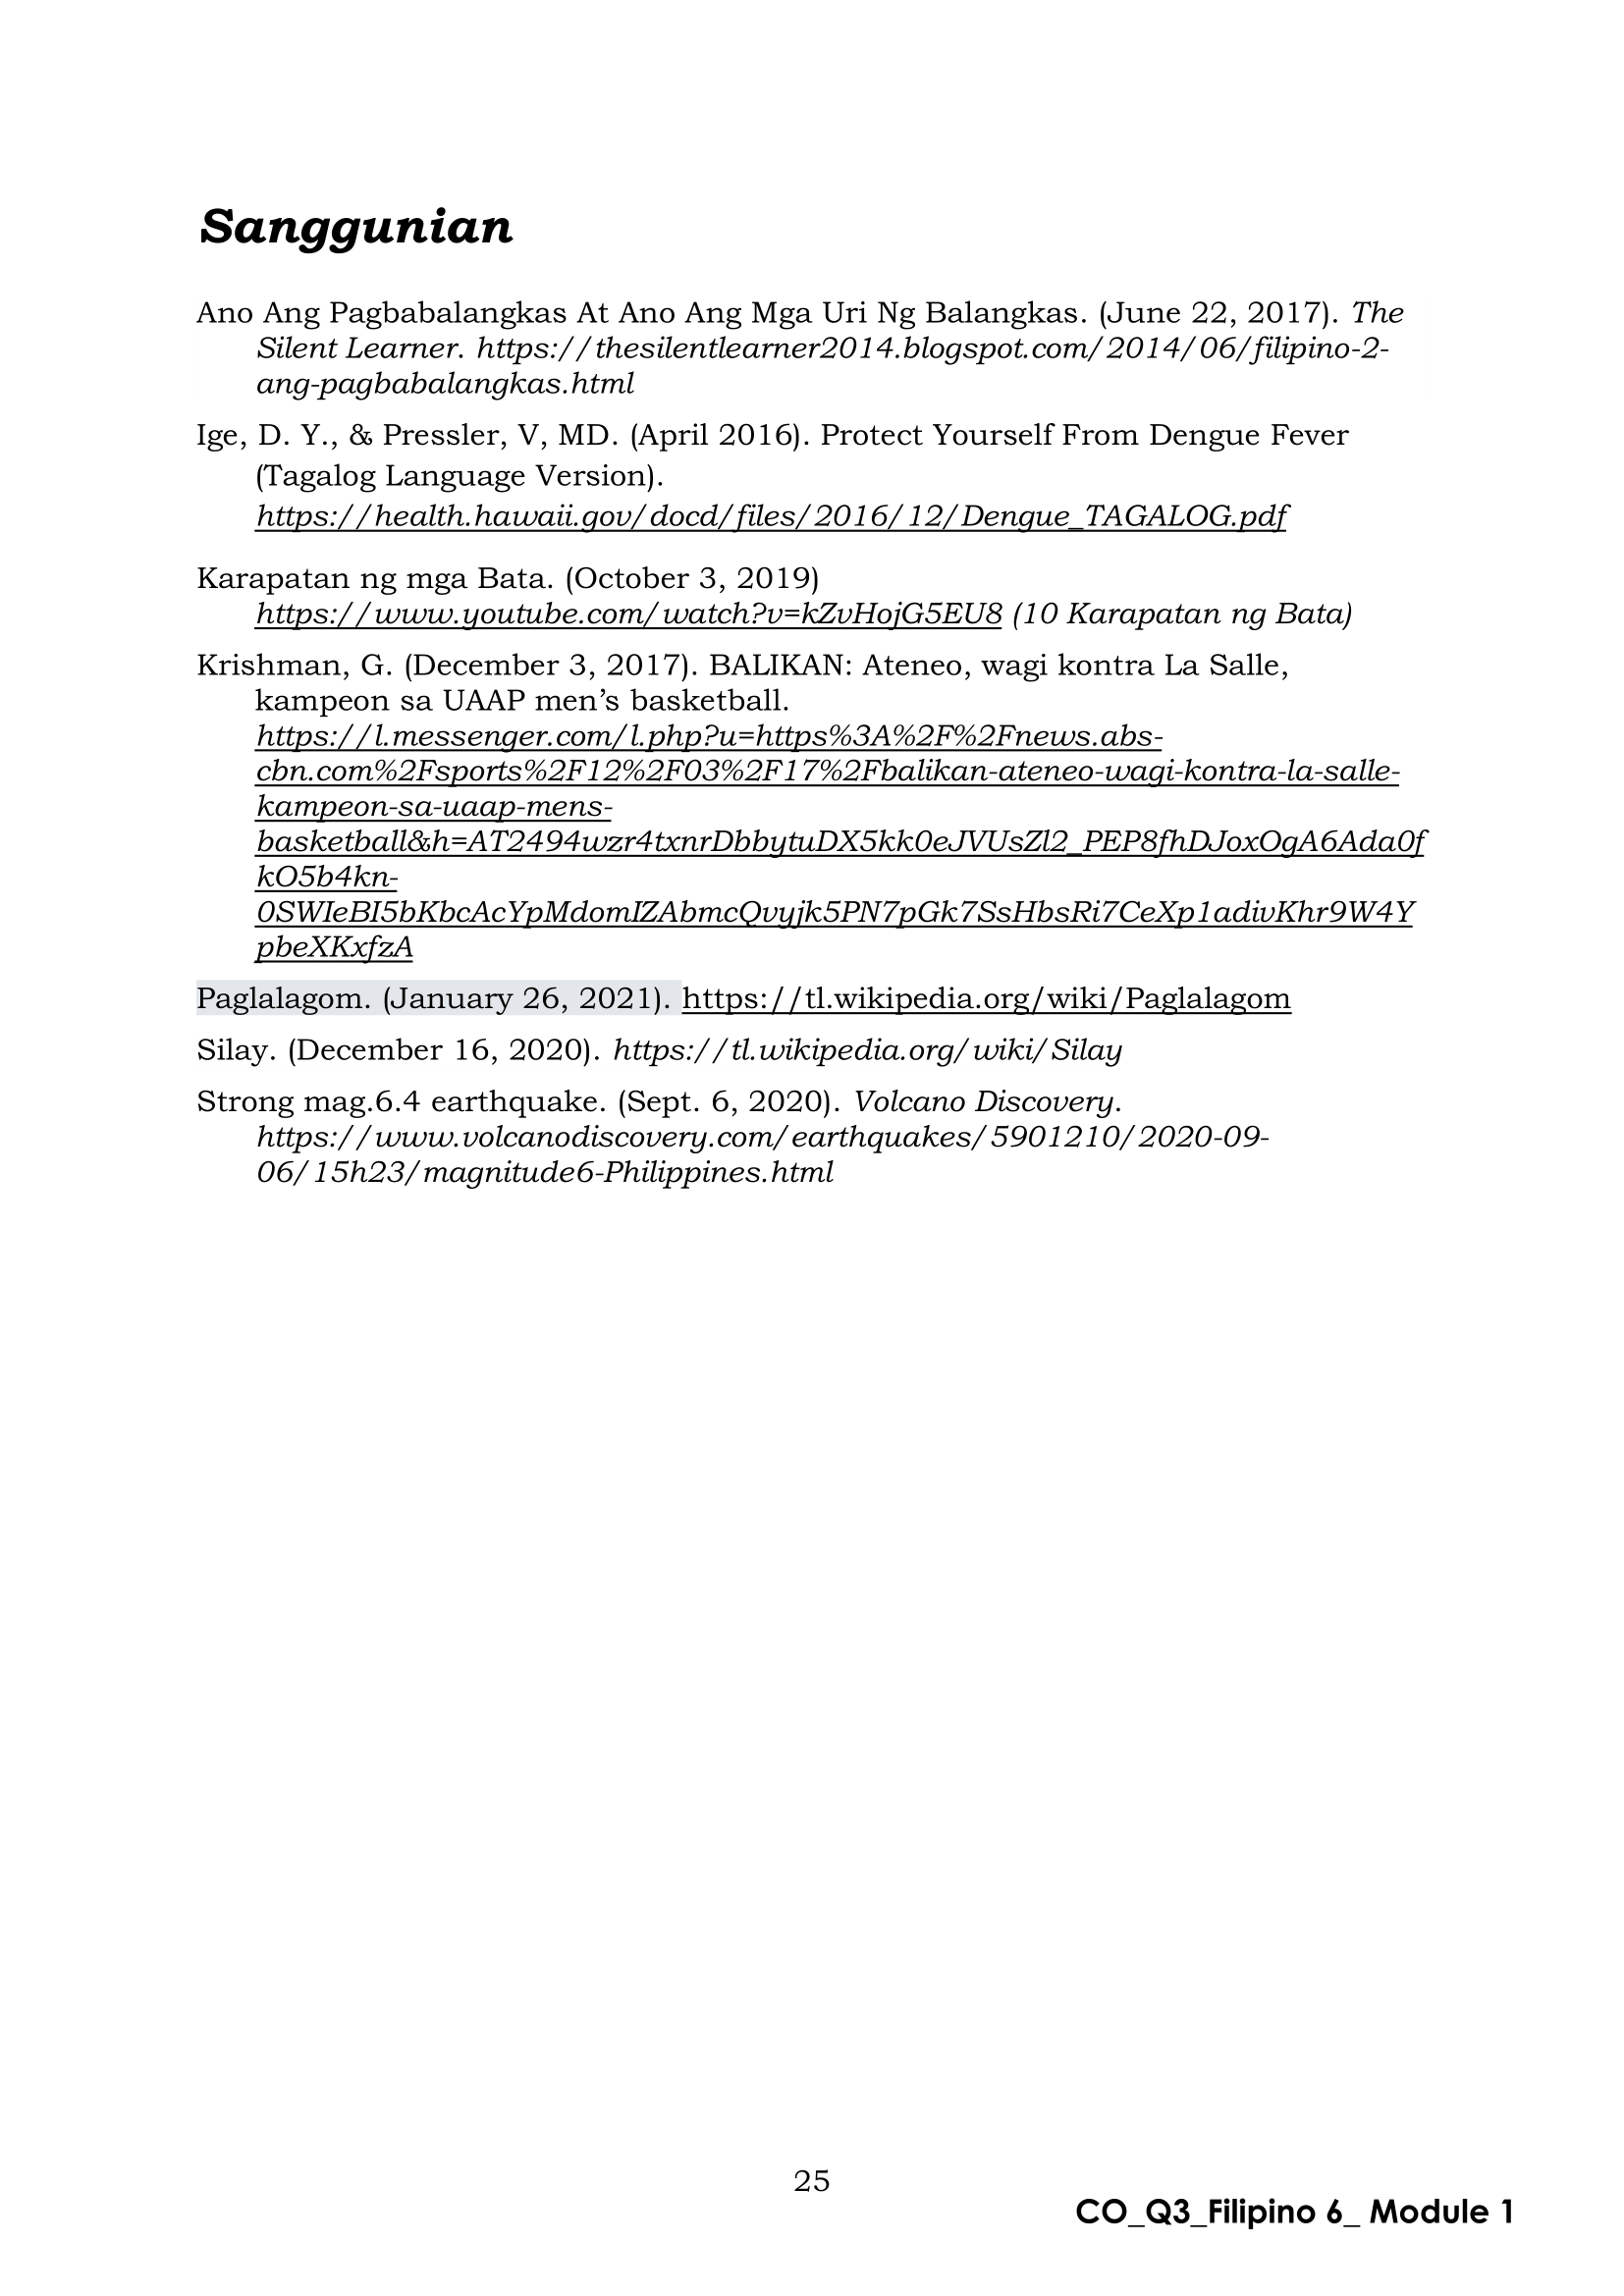 Sanggunian
Ano Ang Pagbabalangkas At Ano Ang Mga Uri Ng Balangkas. (June 22, 2017). The
Silent Learner. https://thesilentlearner2014.blogspot.com/2014/06/filipino-2-
ang-pagbabalangkas.html
Ige, D. Y., & Pressler, V, MD. (April 2016). Protect Yourself From Dengue Fever
(Tagalog Language Version).
https://health.hawaii.gov/docd/files/2016/12/Dengue_TAGALOG.pdf
Karapatan ng mga Bata. (October 3, 2019)
https://www.youtube.com/watch?v=kZvHojG5EU8 (10 Karapatan ng Bata)
Krishman, G. (December 3, 2017). BALIKAN: Ateneo, wagi kontra La Salle,
kampeon sa UAAP men’s basketball.
https://l.messenger.com/l.php?u=https%3A%2F%2Fnews.abs-
cbn.com%2Fsports%2F12%2F03%2F17%2Fbalikan-ateneo-wagi-kontra-la-salle-
kampeon-sa-uaap-mens-
basketball&h=AT2494wzr4txnrDbbytuDX5kk0eJVUsZl2_PEP8fhDJoxOgA6Ada0f
kO5b4kn-
0SWIeBI5bKbcAcYpMdomIZAbmcQvyjk5PN7pGk7SsHbsRi7CeXp1adivKhr9W4Y
pbeXKxfzA
Paglalagom. (January 26, 2021). https://tl.wikipedia.org/wiki/Paglalagom
Silay. (December 16, 2020). https://tl.wikipedia.org/wiki/Silay
Strong mag.6.4 earthquake. (Sept. 6, 2020). Volcano Discovery.
https://www.volcanodiscovery.com/earthquakes/5901210/2020-09-
06/15h23/magnitude6-Philippines.html
25
CO_Q3_Filipino 6_ Module 1